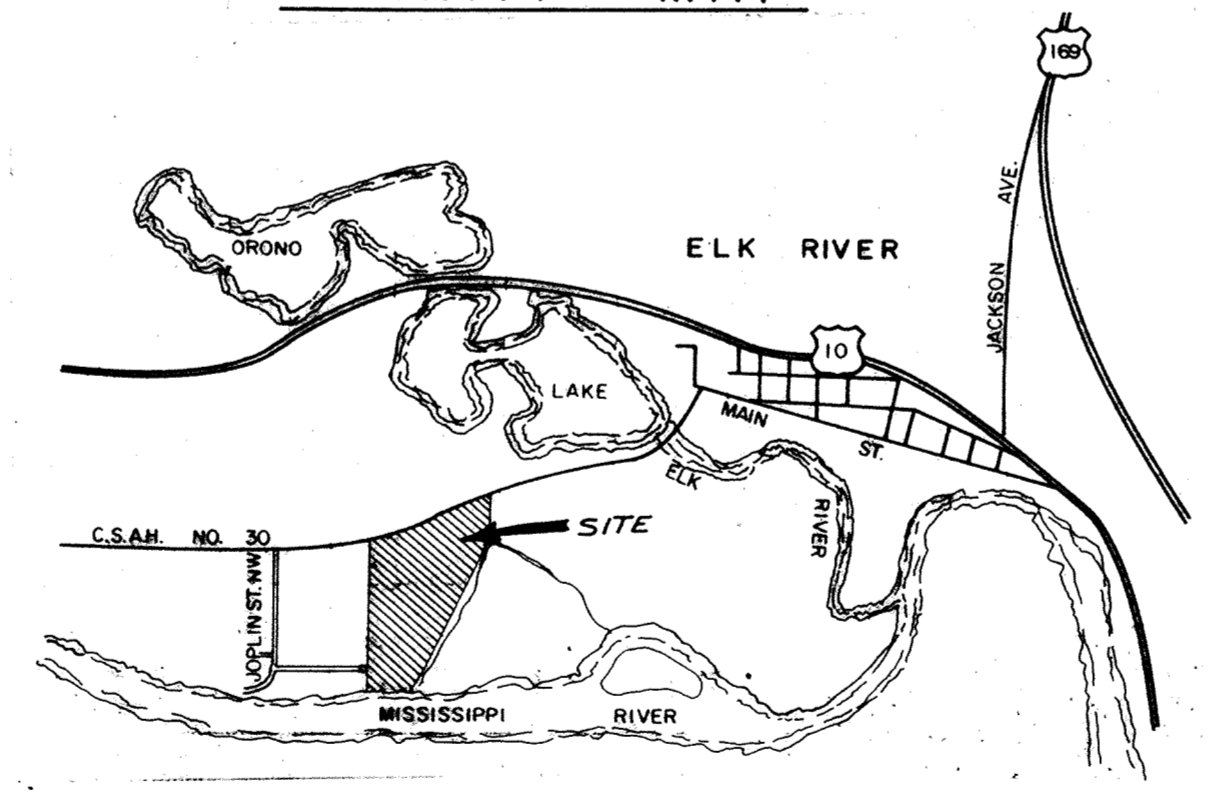 169
JACKSON AVE.
ORONO
ELK RIVER
10
LAKE
MAIN ST.
ELK RIVER
SITE
C.S.A.H. NO. 30
JOPLIN ST. NW
MISSISSIPPI RIVER